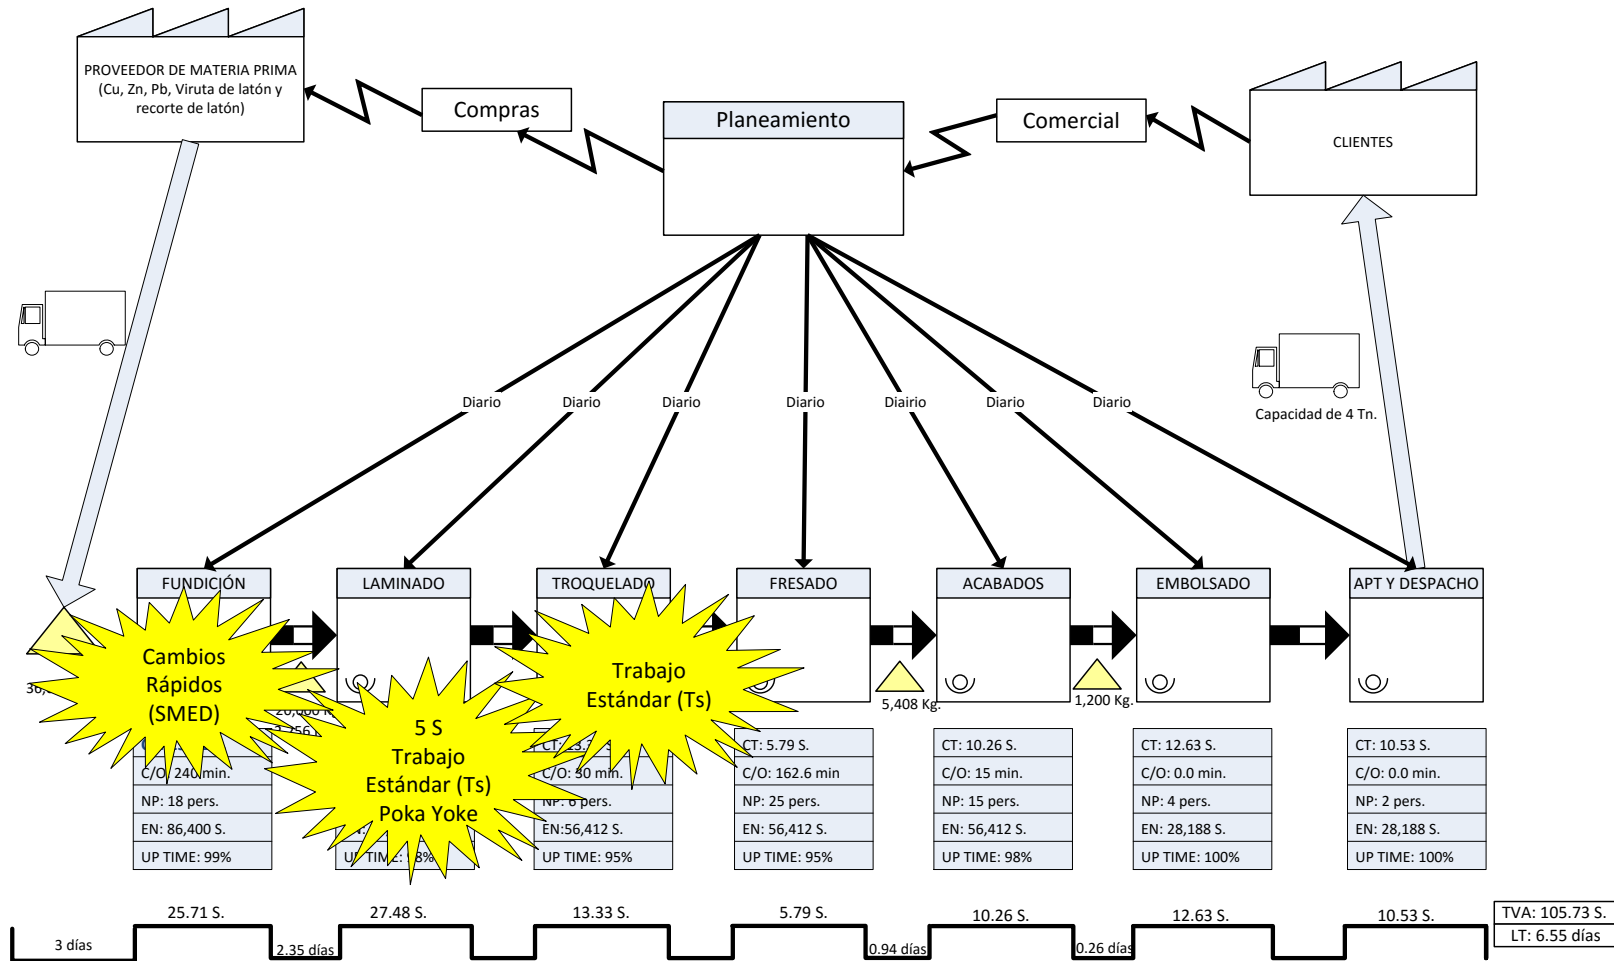 PROVEEDOR DE MATERIA PRIMA
(Cu, Zn, Pb, Viruta de latón y
recorte de latón)
Compras
Planeamiento
Comercial
CLIENTES
Diario
Diario
Diario
Diario
Diairio
Diario
Diario
Capacidad de 4 Tn.
FUNDICIÓN
LAMINADO
TROQUELADO
FRESADO
ACABADOS
EMBOLSADO
APT Y DESPACHO
Cambios
Rápidos
(SMED)
5 S
Trabajo
Estándar (Ts)
Poka Yoke
Trabajo
Estándar (Ts)
5,408 Kg.
1,200 Kg.
C/O: 240 min.
NP: 18 pers.
EN: 86,400 S.
UP TIME: 99%
UP TIME: 98%
C/O: 30 min.
NP: 6 pers.
EN:56,412 S.
UP TIME: 95%
CT: 5.79 S.
C/O: 162.6 min
NP: 25 pers.
EN: 56,412 S.
UP TIME: 95%
CT: 10.26 S.
C/O: 15 min.
NP: 15 pers.
EN: 56,412 S.
UP TIME: 98%
CT: 12.63 S.
C/O: 0.0 min.
NP: 4 pers.
EN: 28,188 S.
UP TIME: 100%
CT: 10.53 S.
C/O: 0.0 min.
NP: 2 pers.
EN: 28,188 S.
UP TIME: 100%
3 días
25.71 S.
2.35 días
27.48 S.
13.33 S.
5.79 S.
0.94 días
10.26 S.
0.26 días
12.63 S.
10.53 S.
TVA: 105.73 S.
LT: 6.55 días